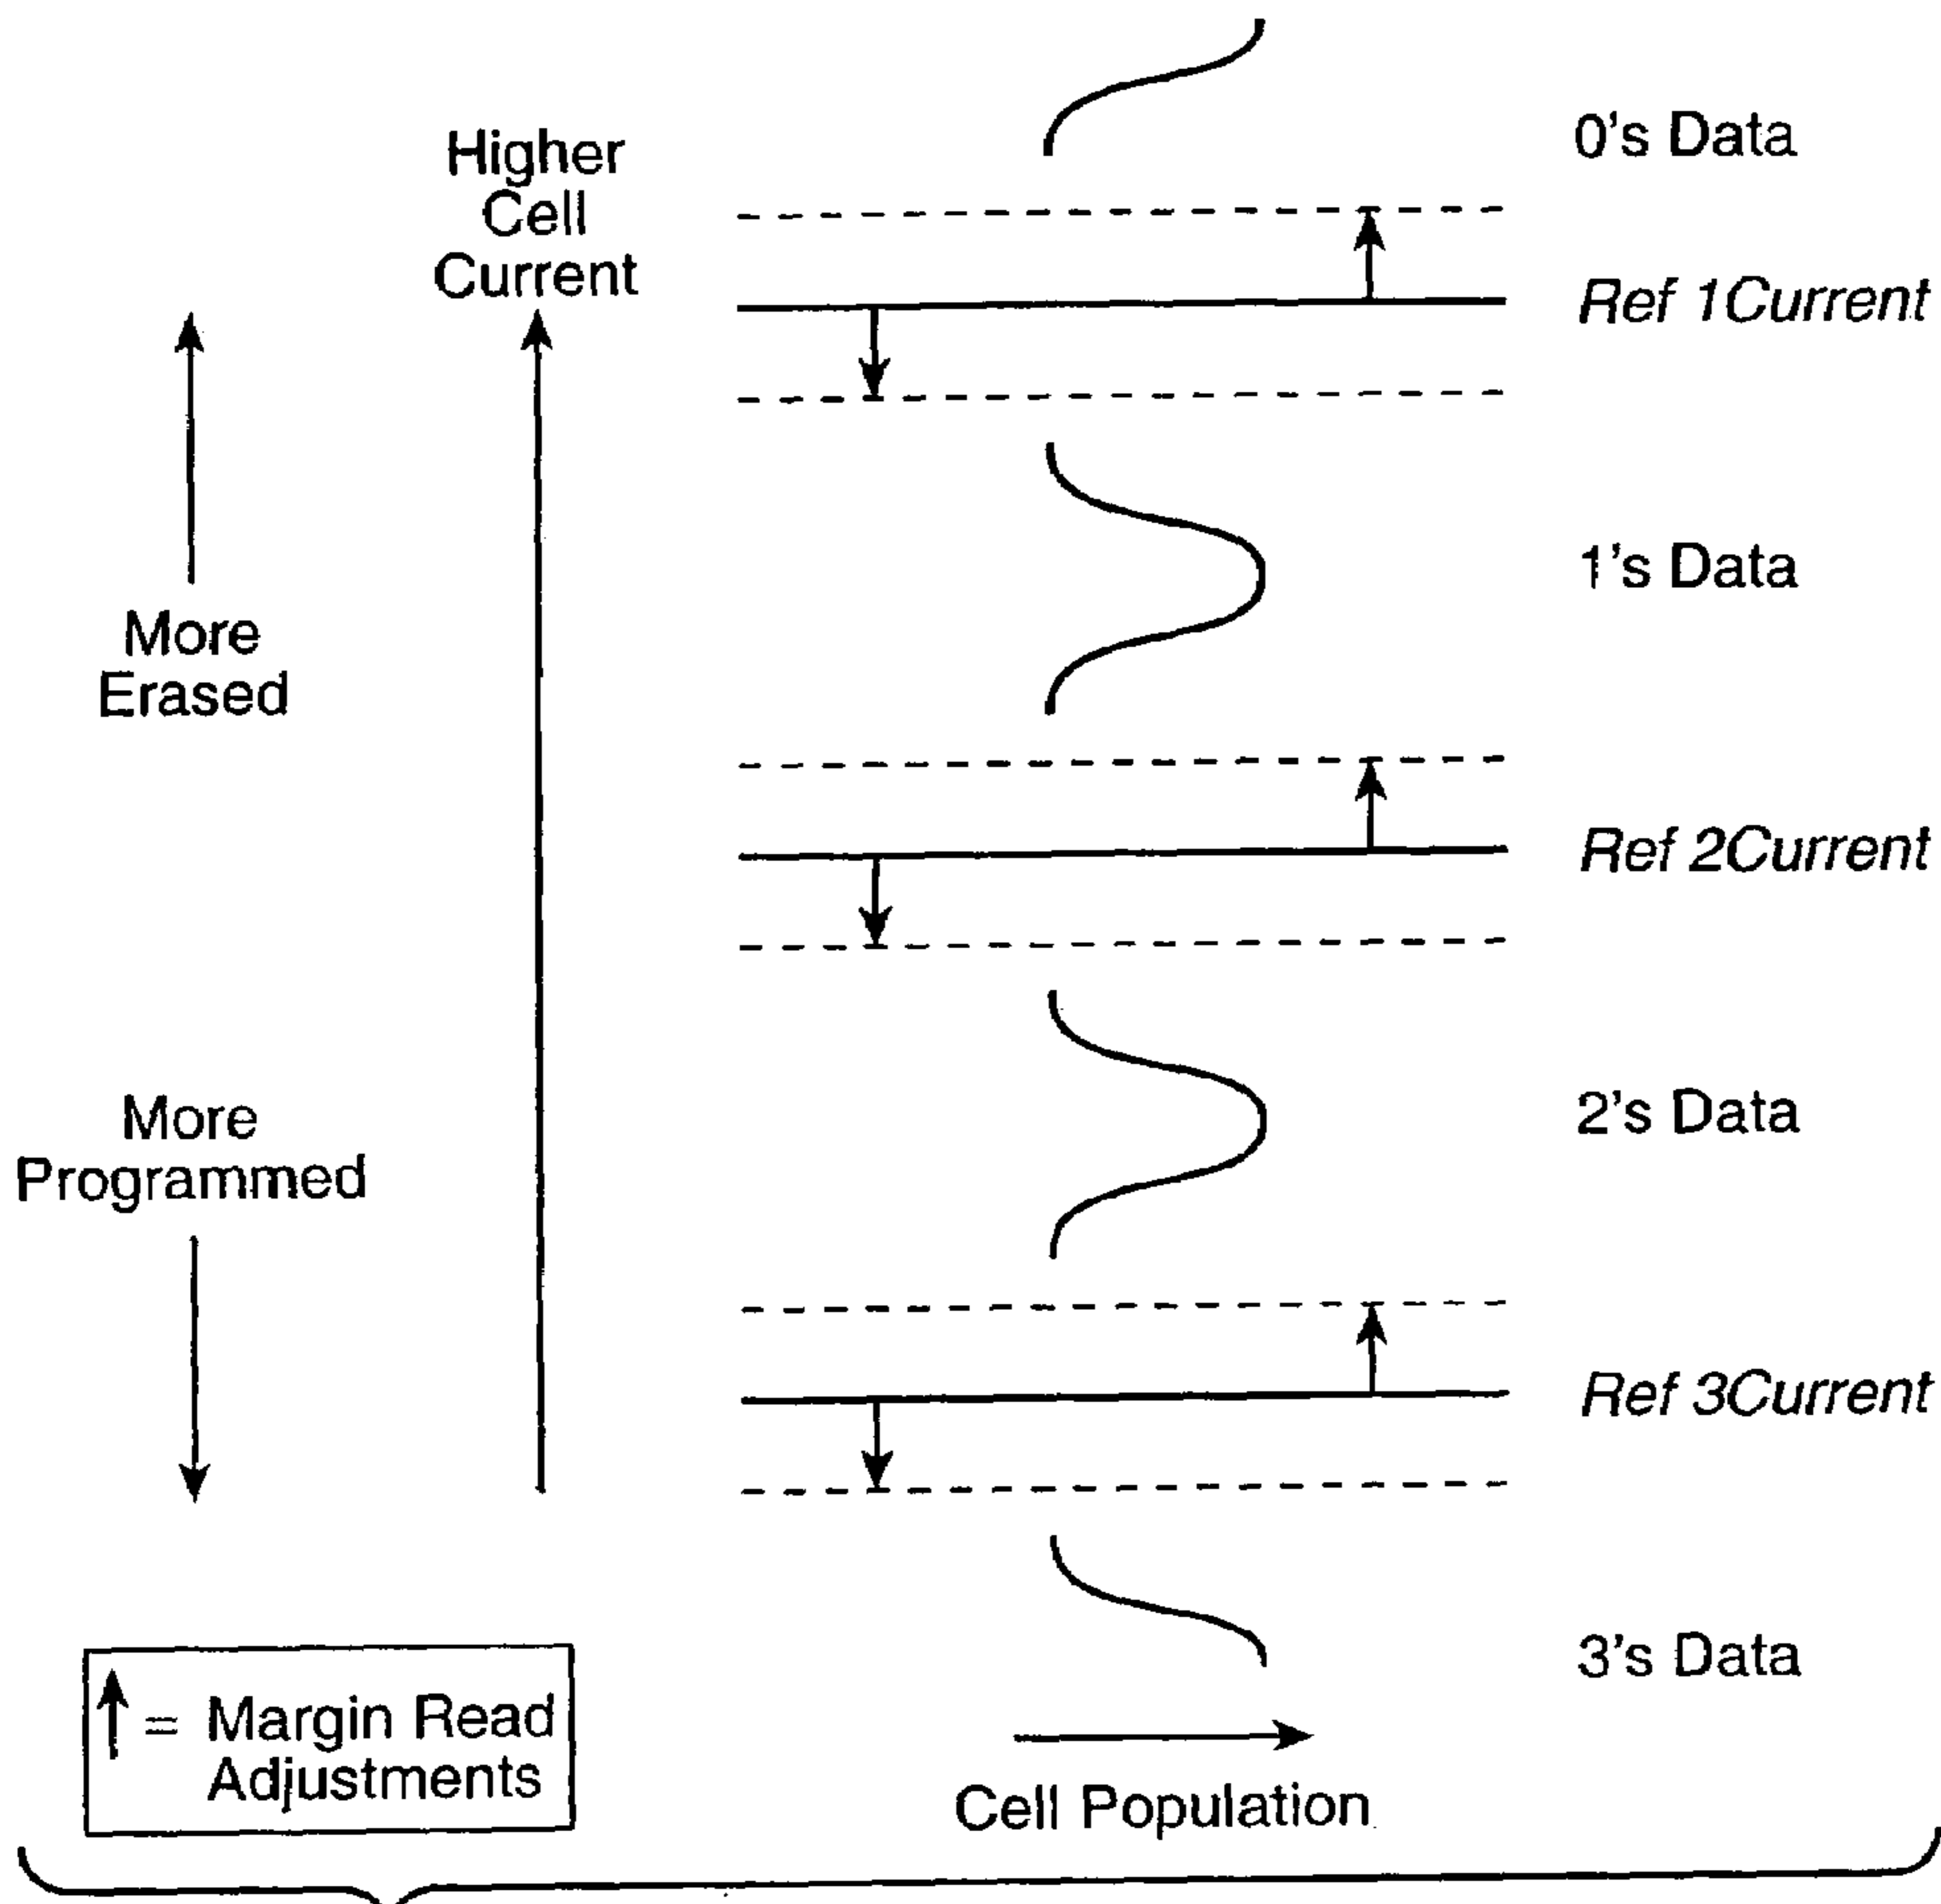 0's Data
Higher
Cell
Current
Ref 1Current
1's Data
More
Erased
Ref 2Current
More
Programmed
2's Data
Ref 3Current
3's Data
= Margin Read
Adjustments
Cell Population